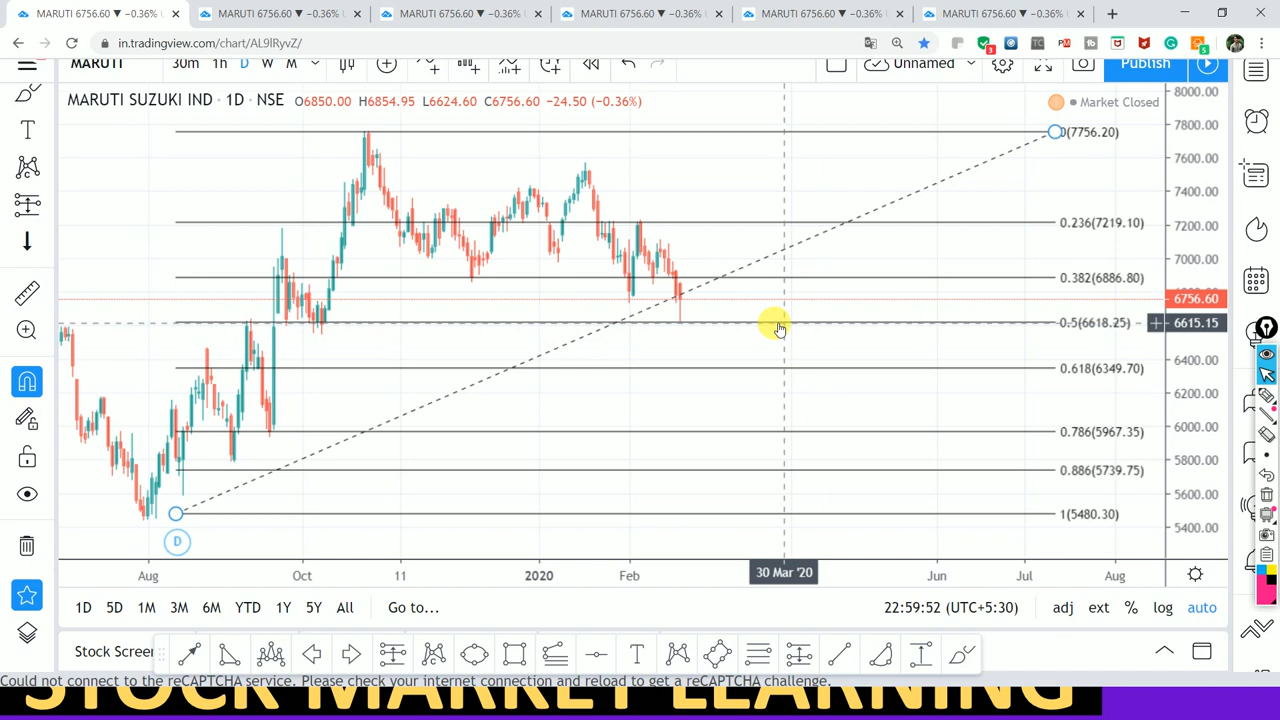 MARUTI 6756.60 ▼ −0.36%
MARUTI 6756.60 ▼ −0.36%
MARUTI 6756.60 ▼ −0.36%
MARUTI 6756.60 ▼ −0.36%
MARUTI 6756.60 ▼ −0.36%
MARUTI 6756.60 ▼ −0.36%
in.tradingview.com/chart/AL9lRyvZ/
MARUTI 30m 1h D W M Unnamed Publish
MARUTI SUZUKI IND · 1D · NSE O6850.00 H6854.95 L6624.60 C6756.60 −24.50 (−0.36%)
Market Closed
8000.00
7800.00
0(7756.20)
7600.00
7400.00
7200.00
0.236(7219.10)
7000.00
0.382(6886.80)
6756.60
0.5(6618.25)
6615.15
6400.00
0.618(6349.70)
6200.00
6000.00
0.786(5967.35)
5800.00
0.886(5739.75)
5600.00
1(5480.30)
5400.00
D
Aug Oct 11 2020 Feb 30 Mar '20 Jun Jul Aug
1D 5D 1M 3M 6M YTD 1Y 5Y All Go to... 22:59:52 (UTC+5:30) adj ext % log auto
Stock Screen
Could not connect to the reCAPTCHA service. Please check your internet connection and reload to get a reCAPTCHA challenge.
STOCK MARKET LEARNING